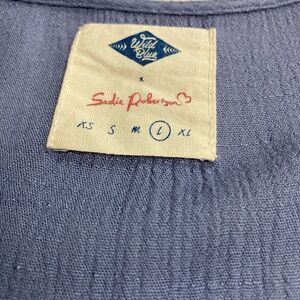 Wild
Blue
x
Sadie Robertson
XS S M L XL